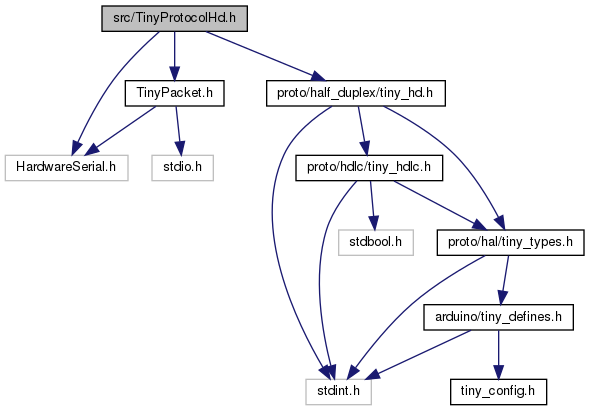 src/TinyProtocolHd.h
TinyPacket.h
proto/half_duplex/tiny_hd.h
HardwareSerial.h
stdio.h
proto/hdlc/tiny_hdlc.h
stdbool.h
proto/hal/tiny_types.h
arduino/tiny_defines.h
stdint.h
tiny_config.h